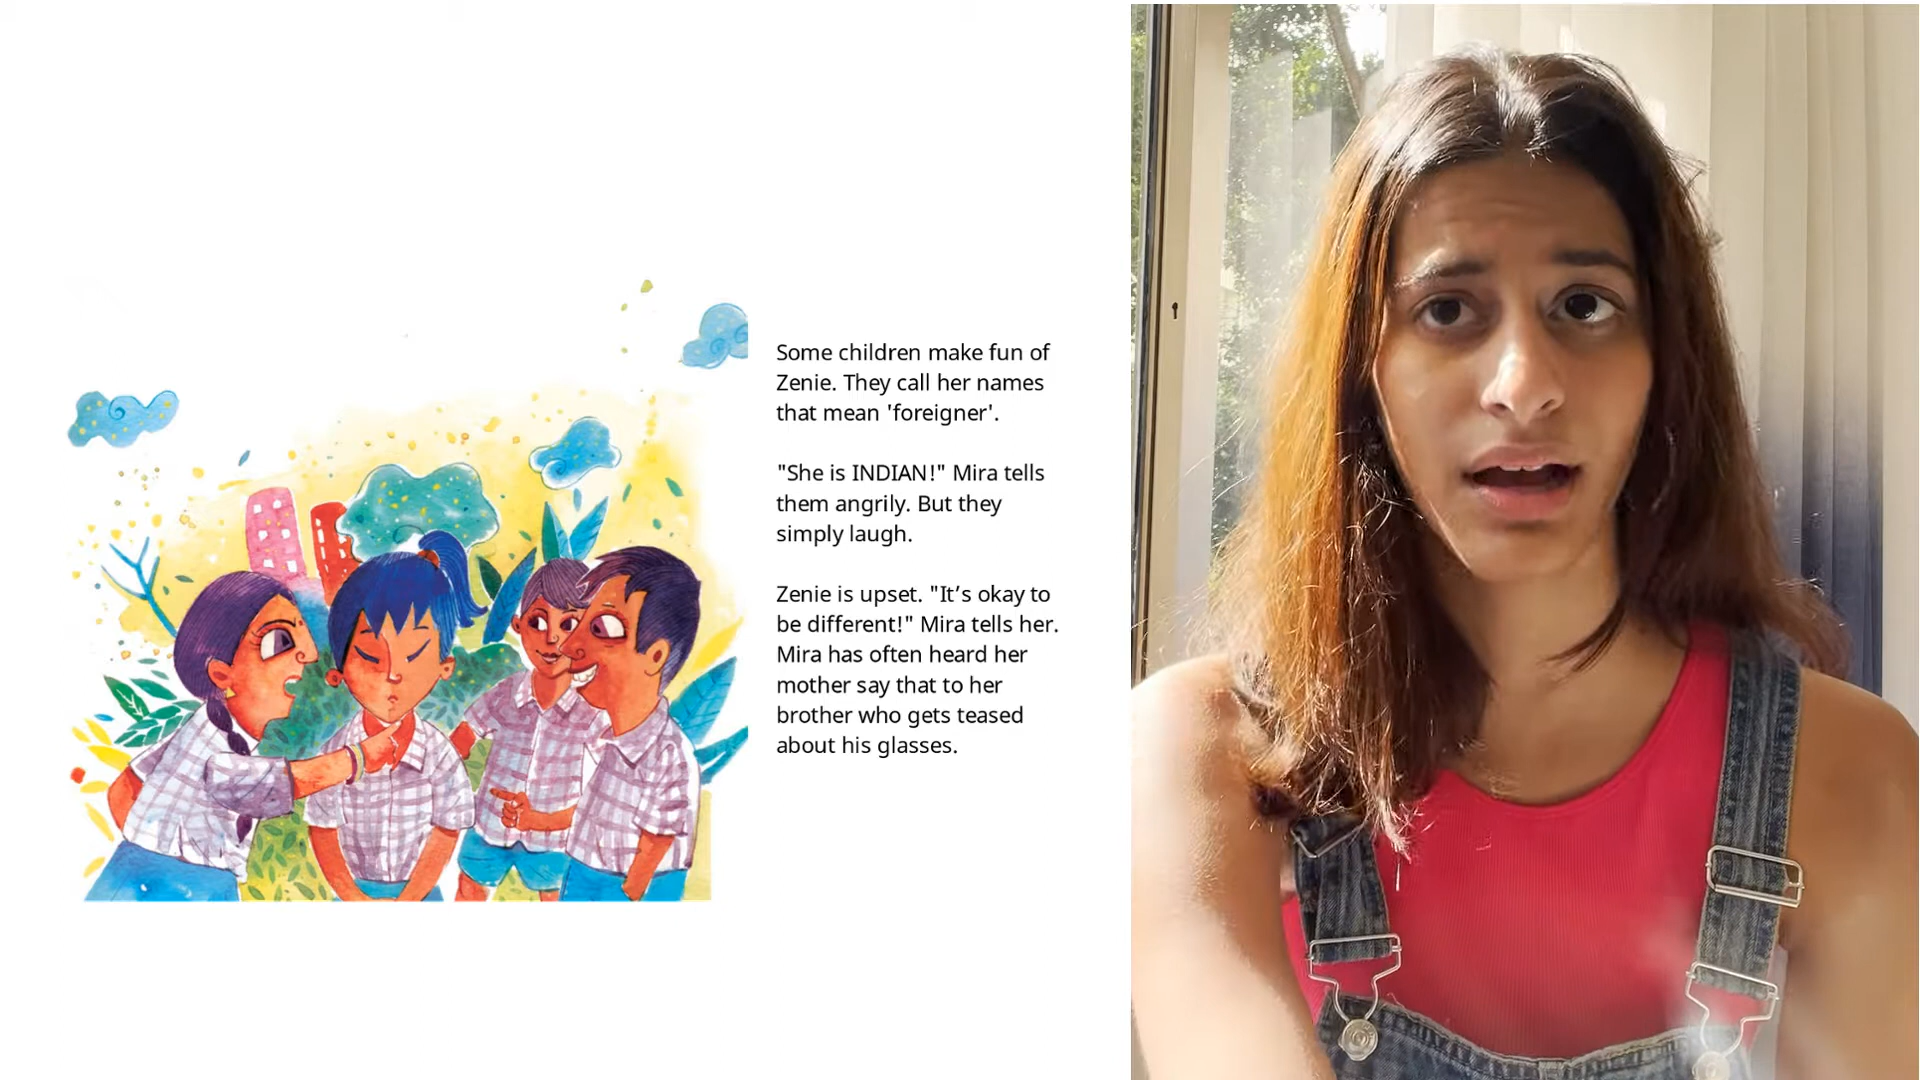 Some children make fun of
Zenie. They call her names
that mean 'foreigner'.
"She is INDIAN!" Mira tells
them angrily. But they
simply laugh.
Zenie is upset. "It’s okay to
be different!" Mira tells her.
Mira has often heard her
mother say that to her
brother who gets teased
about his glasses.